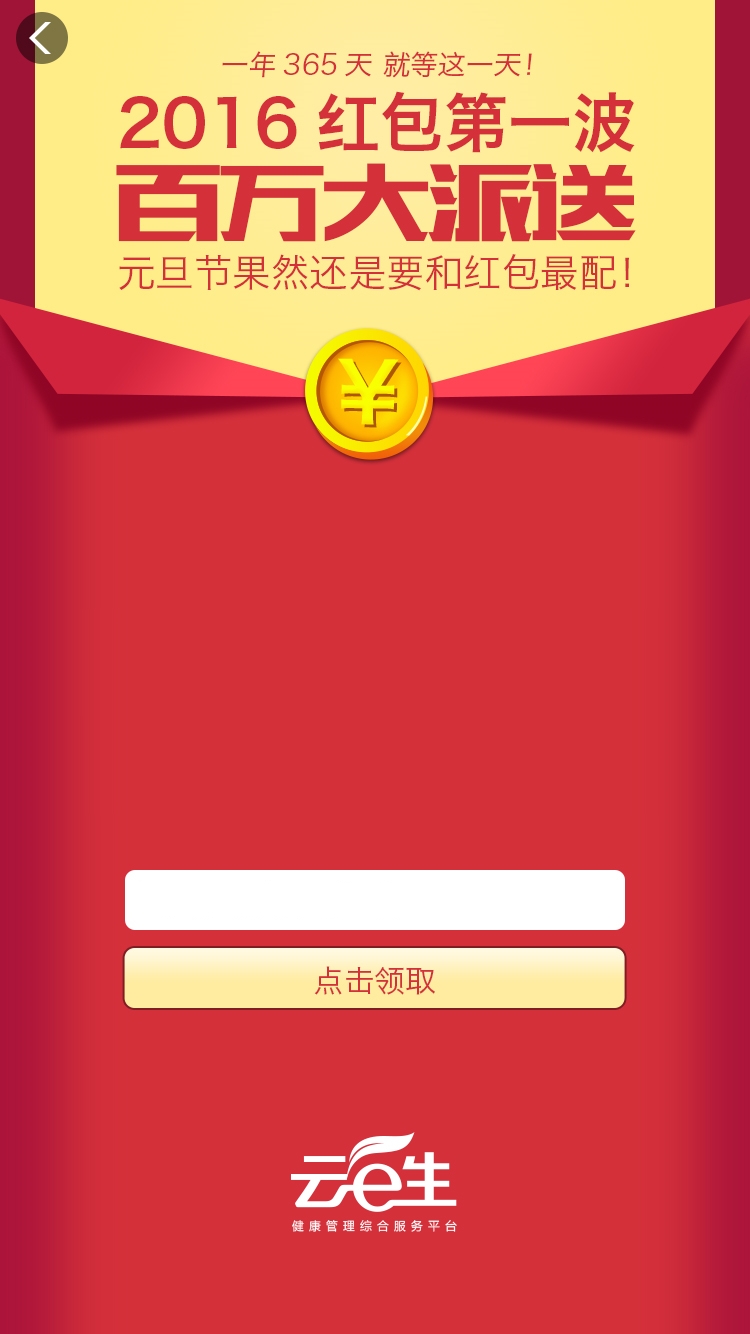 一年 365 天 就等这一天！
2016 红包第一波
百万大派送
元旦节果然还是要和红包最配！
¥
点击领取
云e生
健康管理综合服务平台